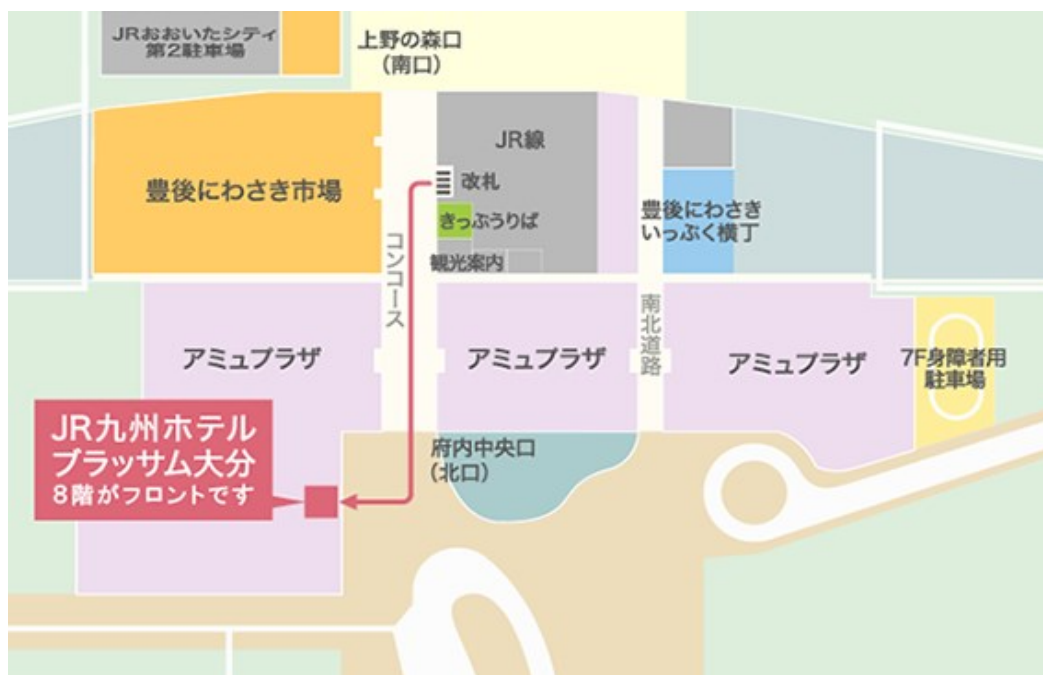 JRおおいたシティ
第2駐車場
上野の森口
(南口)
JR線
豊後にわさき市場
改札
きっぷうりば
豊後にわさき
いっぷく横丁
観光案内
コンコース
南北道路
アミュプラザ
アミュプラザ
アミュプラザ
7F身障者用
駐車場
JR九州ホテル
ブラッサム大分
8階がフロントです
府内中央口
(北口)